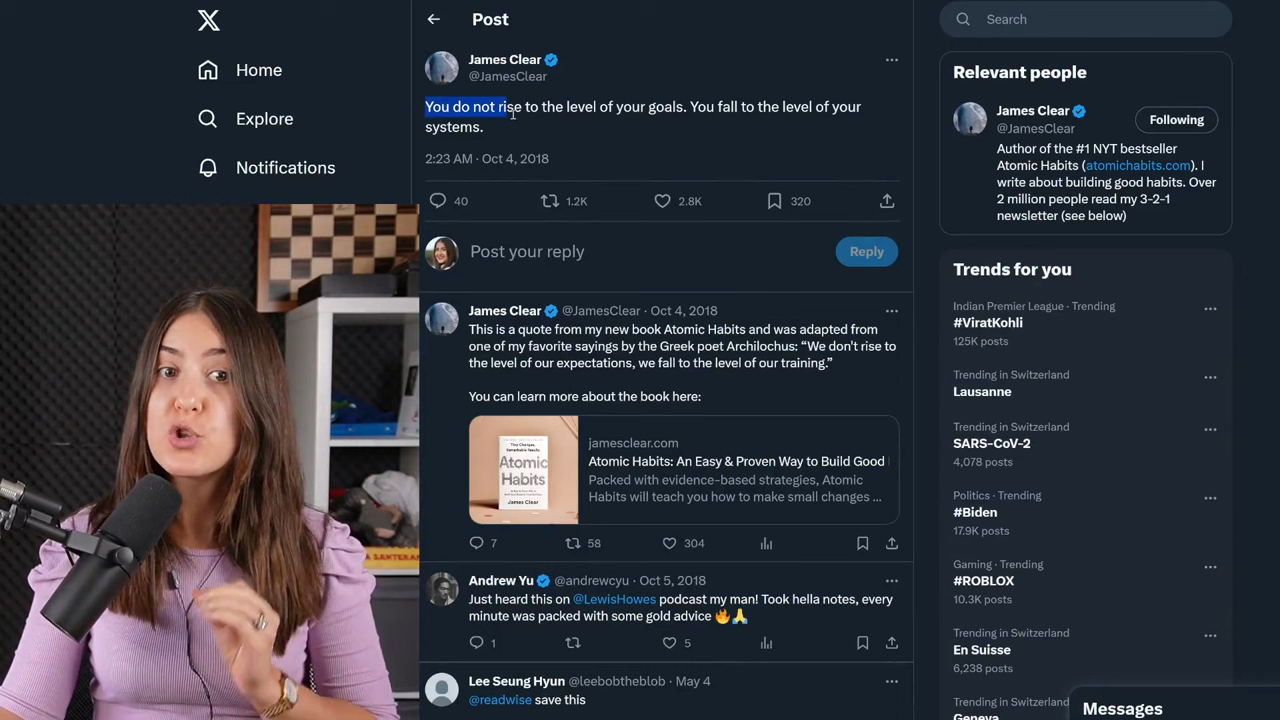 X
Home
Explore
Notifications
Post
James Clear
@JamesClear
You do not rise to the level of your goals. You fall to the level of your
systems.
2:23 AM · Oct 4, 2018
40
1.2K
2.8K
320
Post your reply
Reply
James Clear @JamesClear · Oct 4, 2018
This is a quote from my new book Atomic Habits and was adapted from
one of my favorite sayings by the Greek poet Archilochus: “We don't rise to
the level of our expectations, we fall to the level of our training.”
You can learn more about the book here:
Tiny Changes,
Remarkable Results
Atomic
Habits
James Clear
jamesclear.com
Atomic Habits: An Easy & Proven Way to Build Good
Packed with evidence-based strategies, Atomic
Habits will teach you how to make small changes ...
7
58
304
Andrew Yu @andrewcyu · Oct 5, 2018
Just heard this on @LewisHowes podcast my man! Took hella notes, every
minute was packed with some gold advice 🔥🙏
1
5
Lee Seung Hyun @leebobtheblob · May 4
@readwise save this
Search
Relevant people
James Clear
@JamesClear
Following
Author of the #1 NYT bestseller
Atomic Habits (atomichabits.com). I
write about building good habits. Over
2 million people read my 3-2-1
newsletter (see below)
Trends for you
Indian Premier League · Trending
#ViratKohli
125K posts
Trending in Switzerland
Lausanne
Trending in Switzerland
SARS-CoV-2
4,078 posts
Politics · Trending
#Biden
17.9K posts
Gaming · Trending
#ROBLOX
10.3K posts
Trending in Switzerland
En Suisse
6,238 posts
Trending in Switzerland
Geneva
Messages